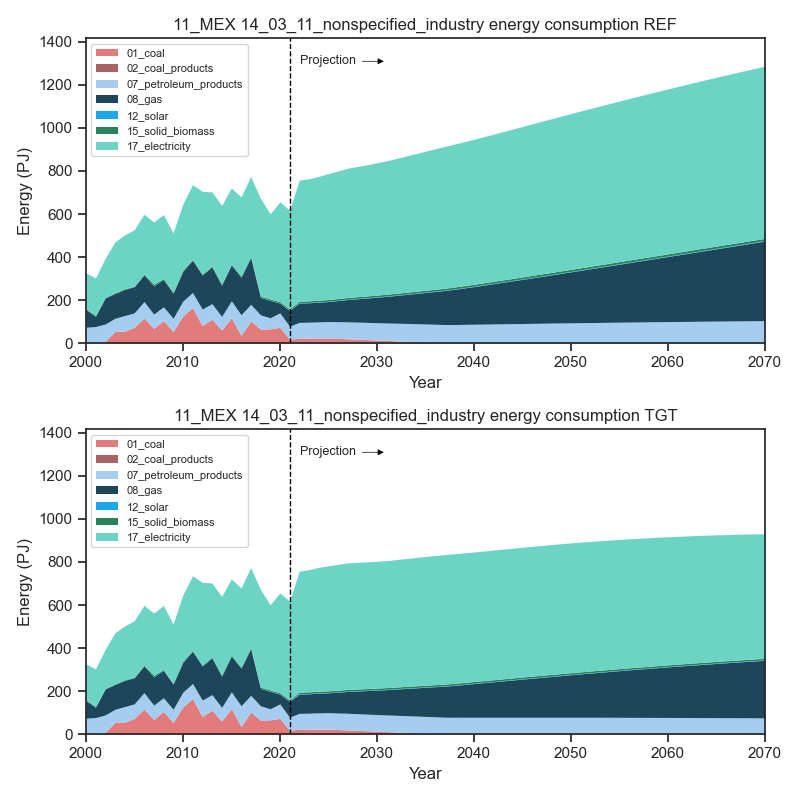 11_MEX 14_03_11_nonspecified_industry energy consumption REF
1400
1200
1000
800
600
400
200
0
Energy (PJ)
01_coal
02_coal_products
07_petroleum_products
08_gas
12_solar
15_solid_biomass
17_electricity
Projection
2000 2010 2020 2030 2040 2050 2060 2070
Year
11_MEX 14_03_11_nonspecified_industry energy consumption TGT
1400
1200
1000
800
600
400
200
0
Energy (PJ)
01_coal
02_coal_products
07_petroleum_products
08_gas
12_solar
15_solid_biomass
17_electricity
Projection
2000 2010 2020 2030 2040 2050 2060 2070
Year